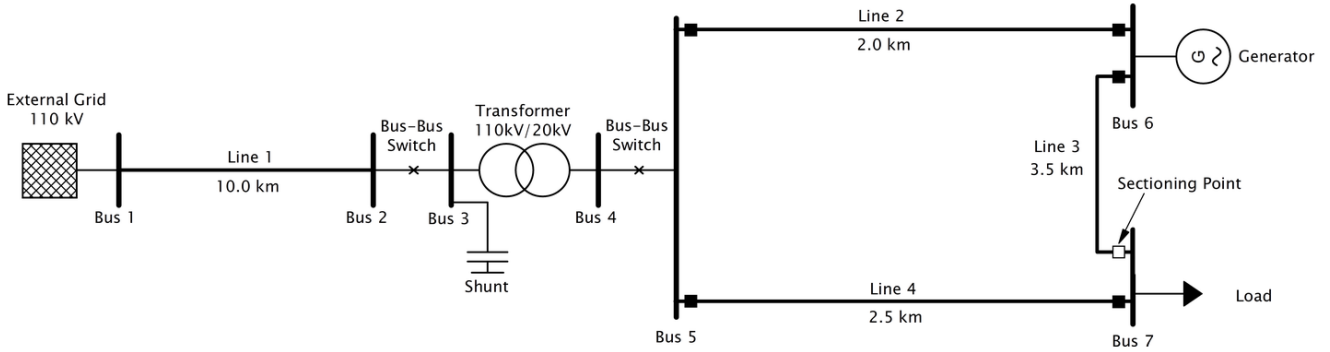 External Grid
110 kV
Bus 1
Line 1
10.0 km
Bus 2
Bus-Bus
Switch
Bus 3
Shunt
Transformer
110kV/20kV
Bus 4
Bus-Bus
Switch
Bus 5
Line 2
2.0 km
G
Generator
Bus 6
Line 3
3.5 km
Sectioning Point
Line 4
2.5 km
Load
Bus 7